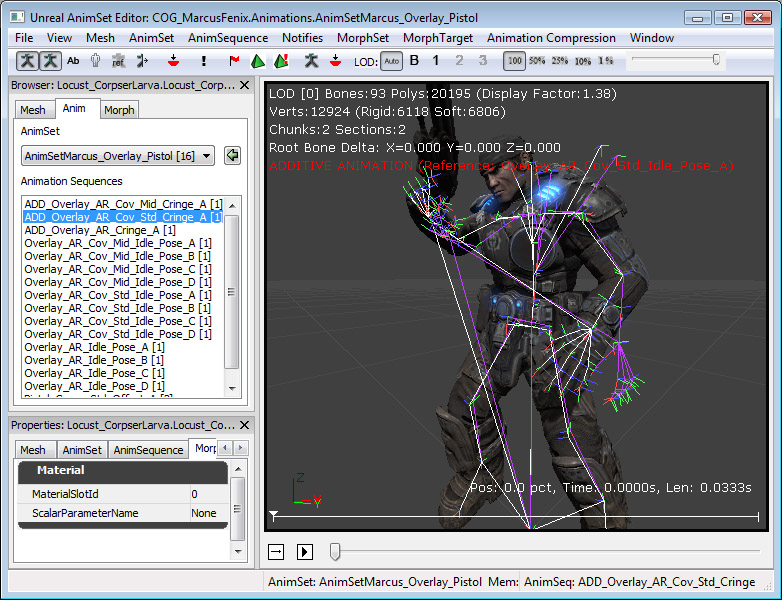 Unreal AnimSet Editor: COG_MarcusFenix.Animations.AnimSetMarcus_Overlay_Pistol
File View Mesh AnimSet AnimSequence Notifies MorphSet MorphTarget Animation Compression Window
Ab ref ! LOD: Auto B 1 2 3 100 50% 25% 10% 1%
Browser: Locust_CorpserLarva.Locust_Corp...
Mesh Anim Morph
AnimSet
AnimSetMarcus_Overlay_Pistol [16]
Animation Sequences
ADD_Overlay_AR_Cov_Mid_Cringe_A [1]
ADD_Overlay_AR_Cov_Std_Cringe_A [1]
ADD_Overlay_AR_Cringe_A [1]
Overlay_AR_Cov_Mid_Idle_Pose_A [1]
Overlay_AR_Cov_Mid_Idle_Pose_B [1]
Overlay_AR_Cov_Mid_Idle_Pose_C [1]
Overlay_AR_Cov_Mid_Idle_Pose_D [1]
Overlay_AR_Cov_Std_Idle_Pose_A [1]
Overlay_AR_Cov_Std_Idle_Pose_B [1]
Overlay_AR_Cov_Std_Idle_Pose_C [1]
Overlay_AR_Cov_Std_Idle_Pose_D [1]
Overlay_AR_Idle_Pose_A [1]
Overlay_AR_Idle_Pose_B [1]
Overlay_AR_Idle_Pose_C [1]
Overlay_AR_Idle_Pose_D [1]
Properties: Locust_CorpserLarva.Locust_Co...
Mesh AnimSet AnimSequence Morp
Material
MaterialSlotId 0
ScalarParameterName None
LOD [0] Bones:93 Polys:20195 (Display Factor:1.38)
Verts:12924 (Rigid:6118 Soft:6806)
Chunks:2 Sections:2
Root Bone Delta: X=0.000 Y=0.000 Z=0.000
ADDITIVE ANIMATION (Reference: Overlay_AR_Cov_Std_Idle_Pose_A)
Z
Y
Pos: 0.0 pct, Time: 0.0000s, Len: 0.0333s
AnimSet: AnimSetMarcus_Overlay_Pistol Mem: AnimSeq: ADD_Overlay_AR_Cov_Std_Cringe